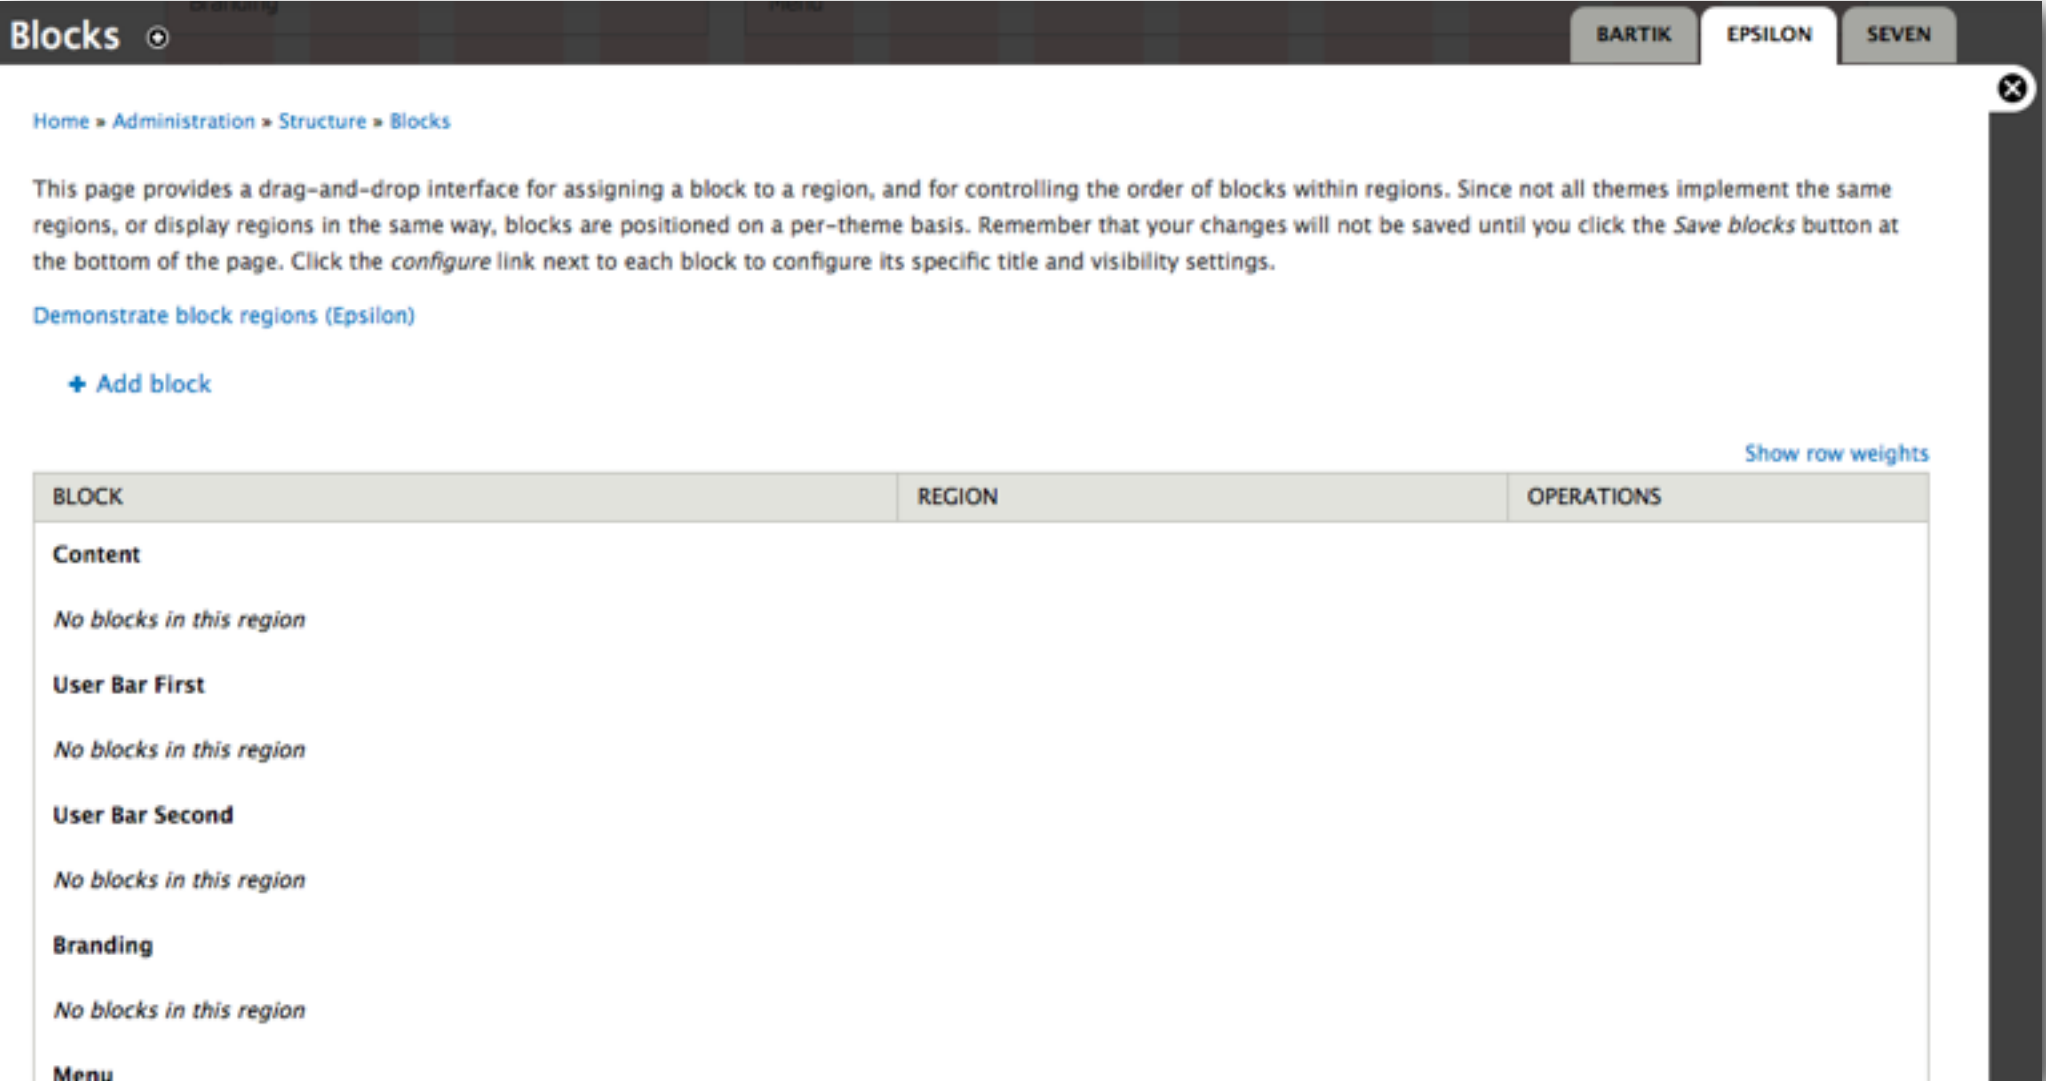 Branding
Menu
Blocks
BARTIK
EPSILON
SEVEN
Home » Administration » Structure » Blocks
This page provides a drag-and-drop interface for assigning a block to a region, and for controlling the order of blocks within regions. Since not all themes implement the same
regions, or display regions in the same way, blocks are positioned on a per-theme basis. Remember that your changes will not be saved until you click the Save blocks button at
the bottom of the page. Click the configure link next to each block to configure its specific title and visibility settings.
Demonstrate block regions (Epsilon)
+ Add block
Show row weights
BLOCK REGION OPERATIONS
Content
No blocks in this region
User Bar First
No blocks in this region
User Bar Second
No blocks in this region
Branding
No blocks in this region
Menu